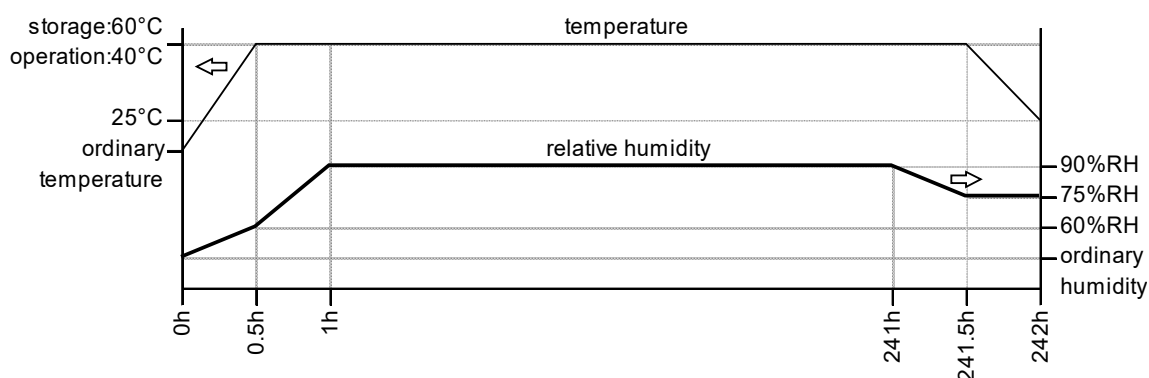 storage:60°C
operation:40°C
temperature
25°C
ordinary
temperature
relative humidity
90%RH
75%RH
60%RH
ordinary
humidity
0h
0.5h
1h
241h
241.5h
242h